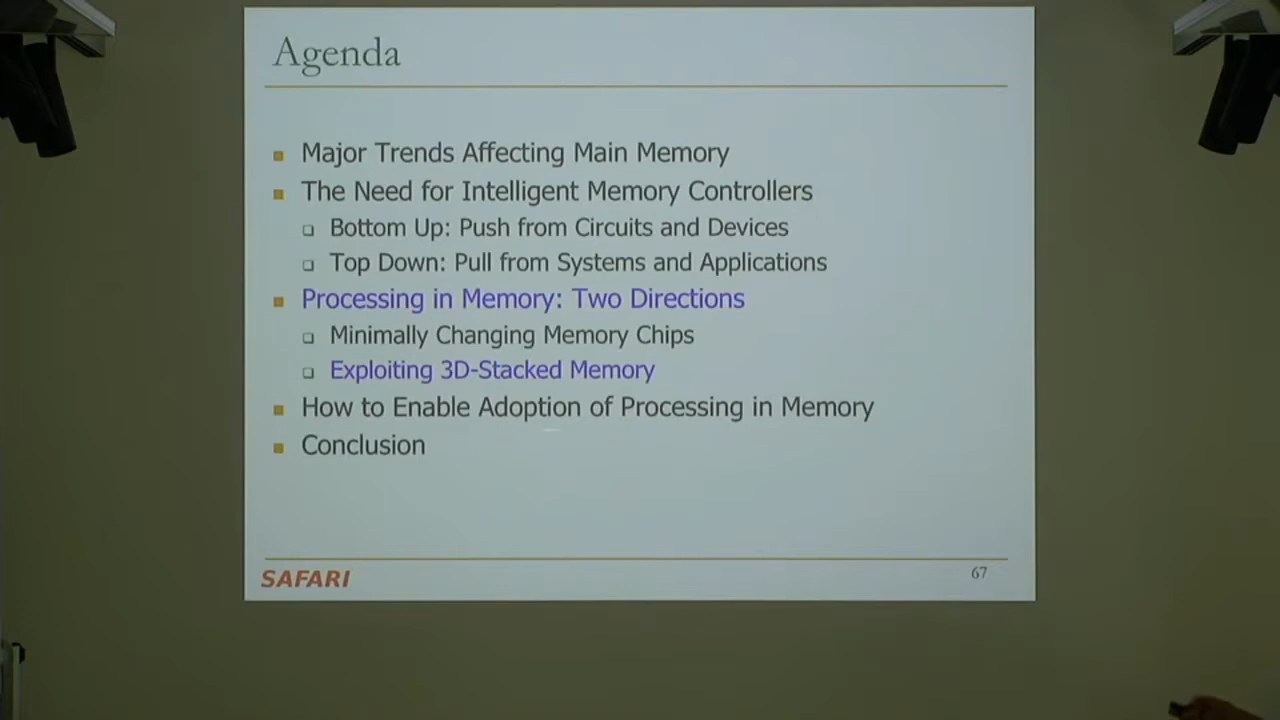 Agenda
Major Trends Affecting Main Memory
The Need for Intelligent Memory Controllers
Bottom Up: Push from Circuits and Devices
Top Down: Pull from Systems and Applications
Processing in Memory: Two Directions
Minimally Changing Memory Chips
Exploiting 3D-Stacked Memory
How to Enable Adoption of Processing in Memory
Conclusion
SAFARI
67